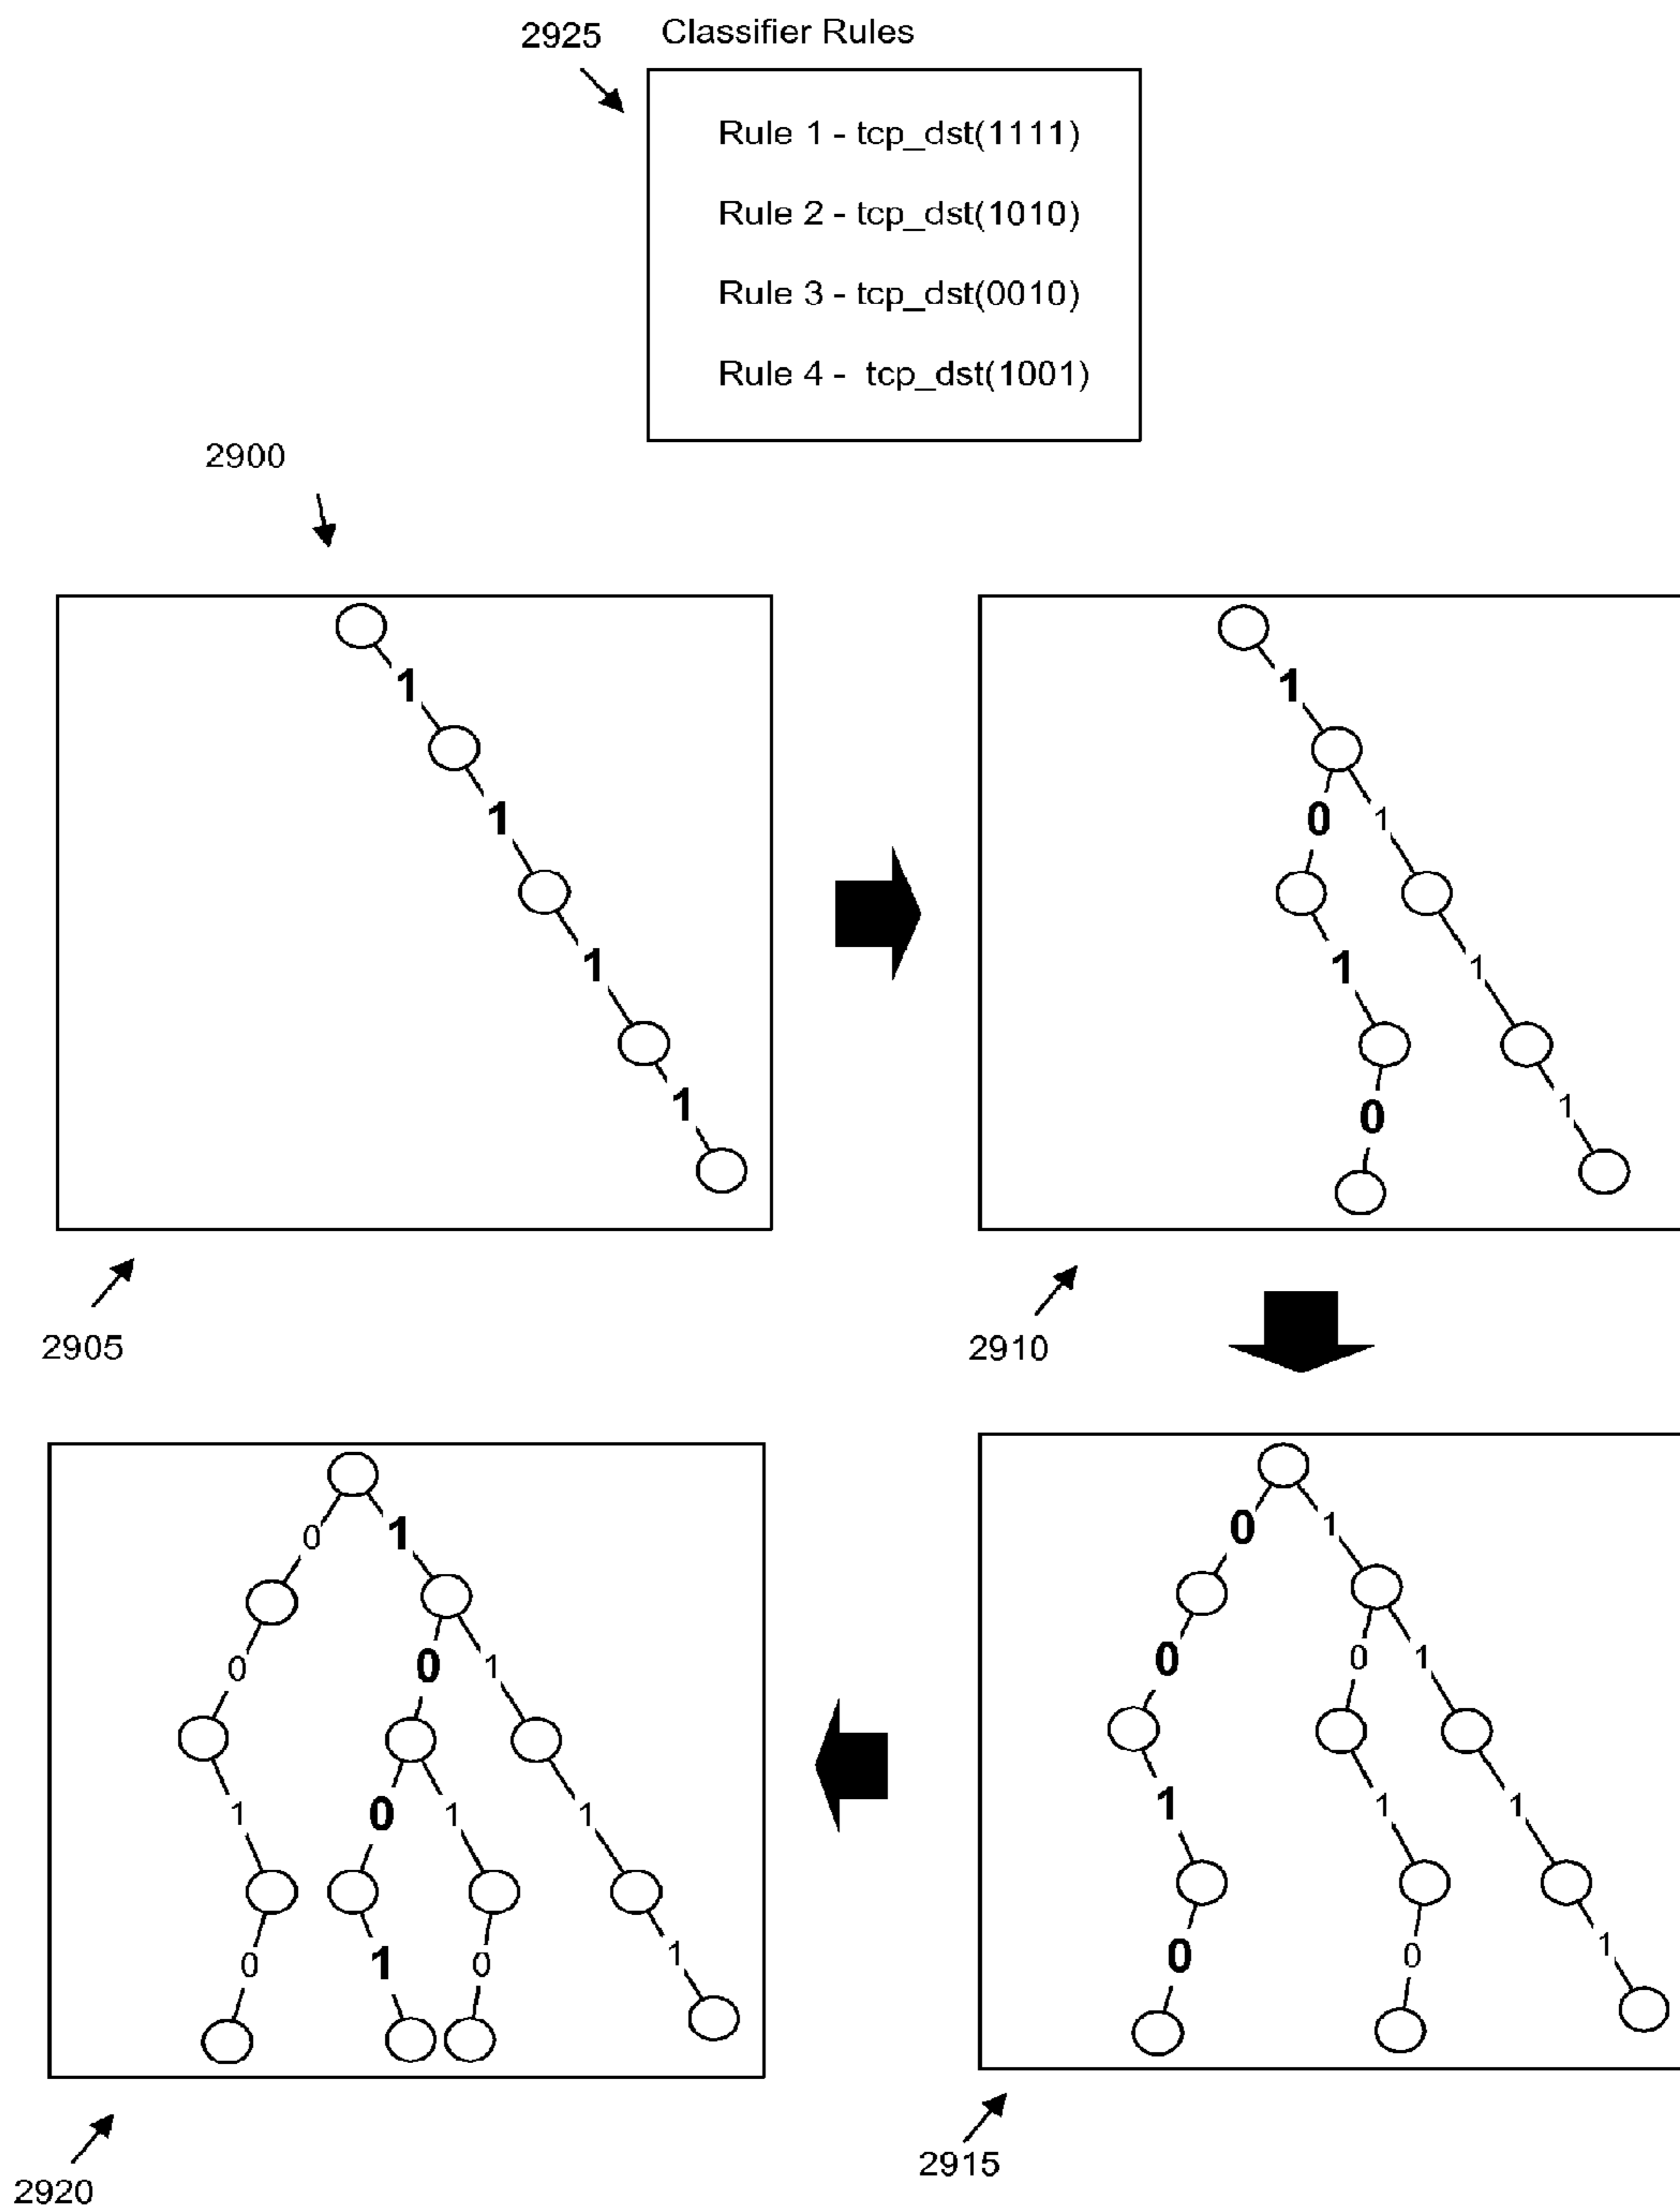 2925 Classifier Rules
Rule 1 - tcp_dst(1111)
Rule 2 - tcp_dst(1010)
Rule 3 - tcp_dst(0010)
Rule 4 - tcp_dst(1001)
2900
1
1
1
1
2905
1
0 1
1 1
0 1
2910
0 1
0 0 1
1 0 1 1
0 1 0 1
2920
0 1
0 0 1
1 1 1
0 0 1
2915